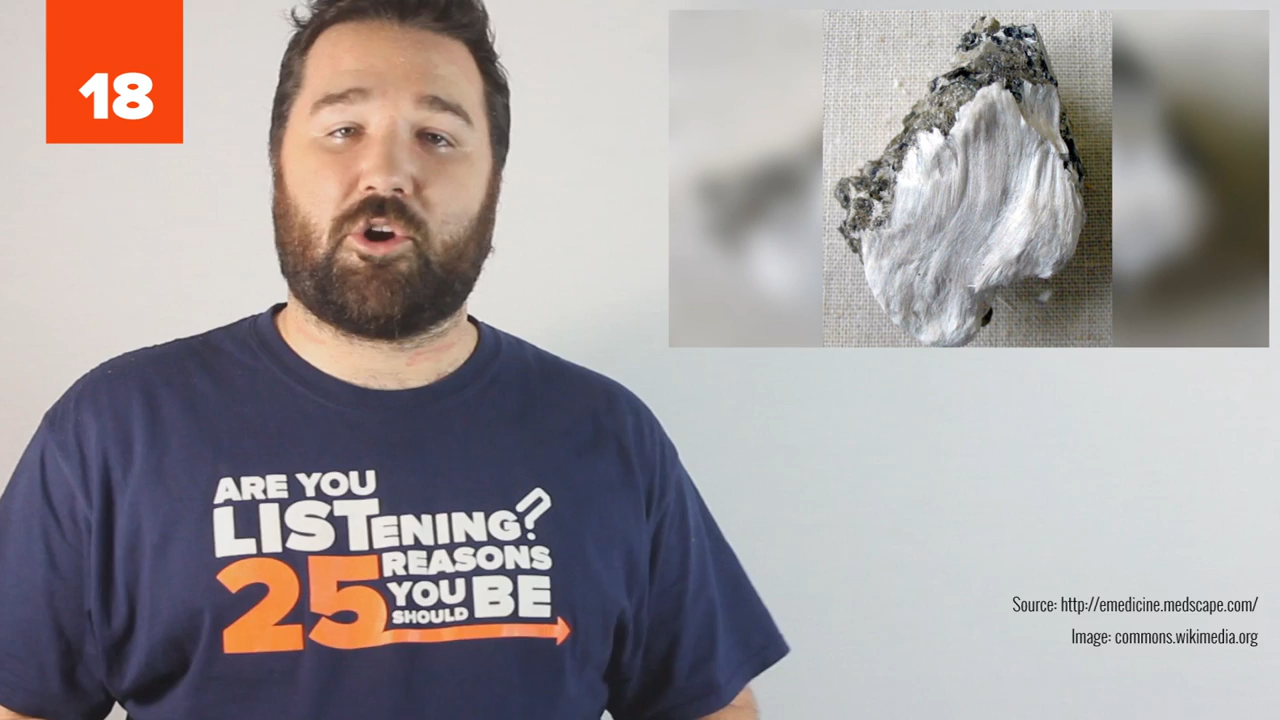 18
ARE YOU
LISTENING?
25 REASONS
YOU SHOULD BE
Source: http://emedicine.medscape.com/
Image: commons.wikimedia.org